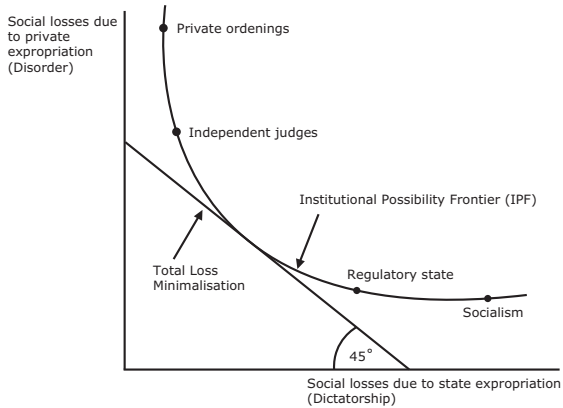 Social losses due
to private
expropriation
(Disorder)
Private orderings
Independent judges
Institutional Possibility Frontier (IPF)
Total Loss
Minimalisation
Regulatory state
Socialism
45°
Social losses due to state expropriation
(Dictatorship)